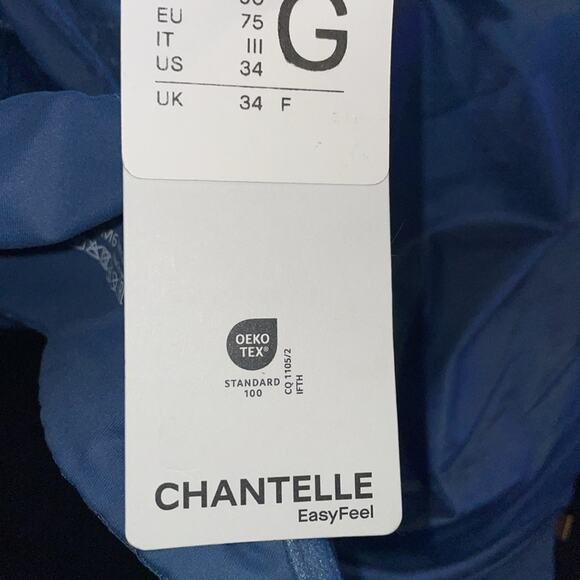 EU 75
IT III
US 34
G
UK 34 F
OEKO
TEX®
STANDARD
100
CQ 1105/2
IFTH
CHANTELLE
EasyFeel